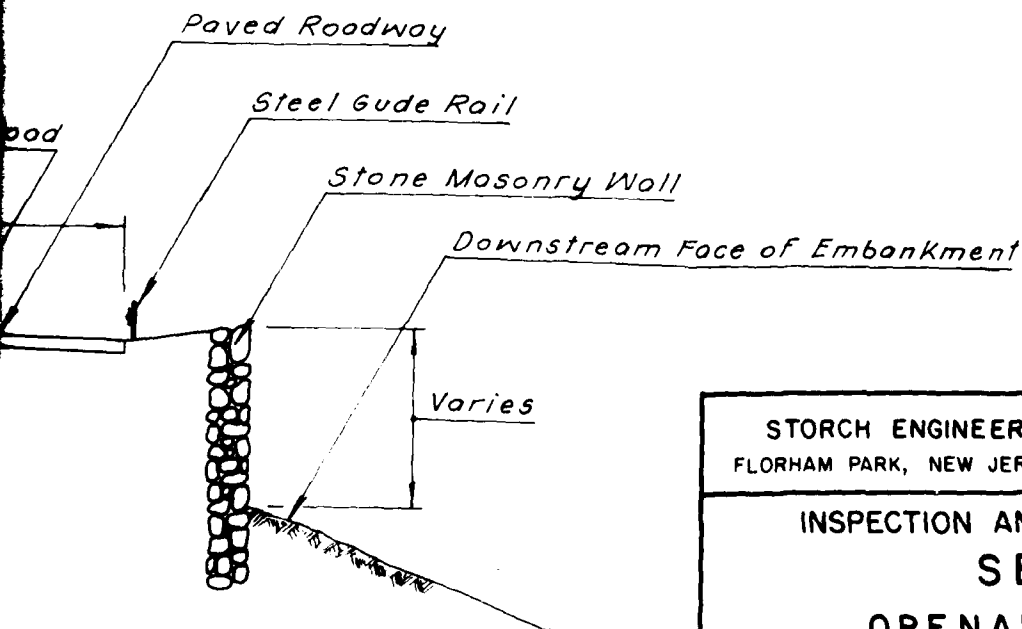 Paved Roadway
Steel Gude Rail
Stone Masonry Wall
Downstream Face of Embankment
Varies
STORCH ENGINEER
FLORHAM PARK, NEW JER
INSPECTION AN